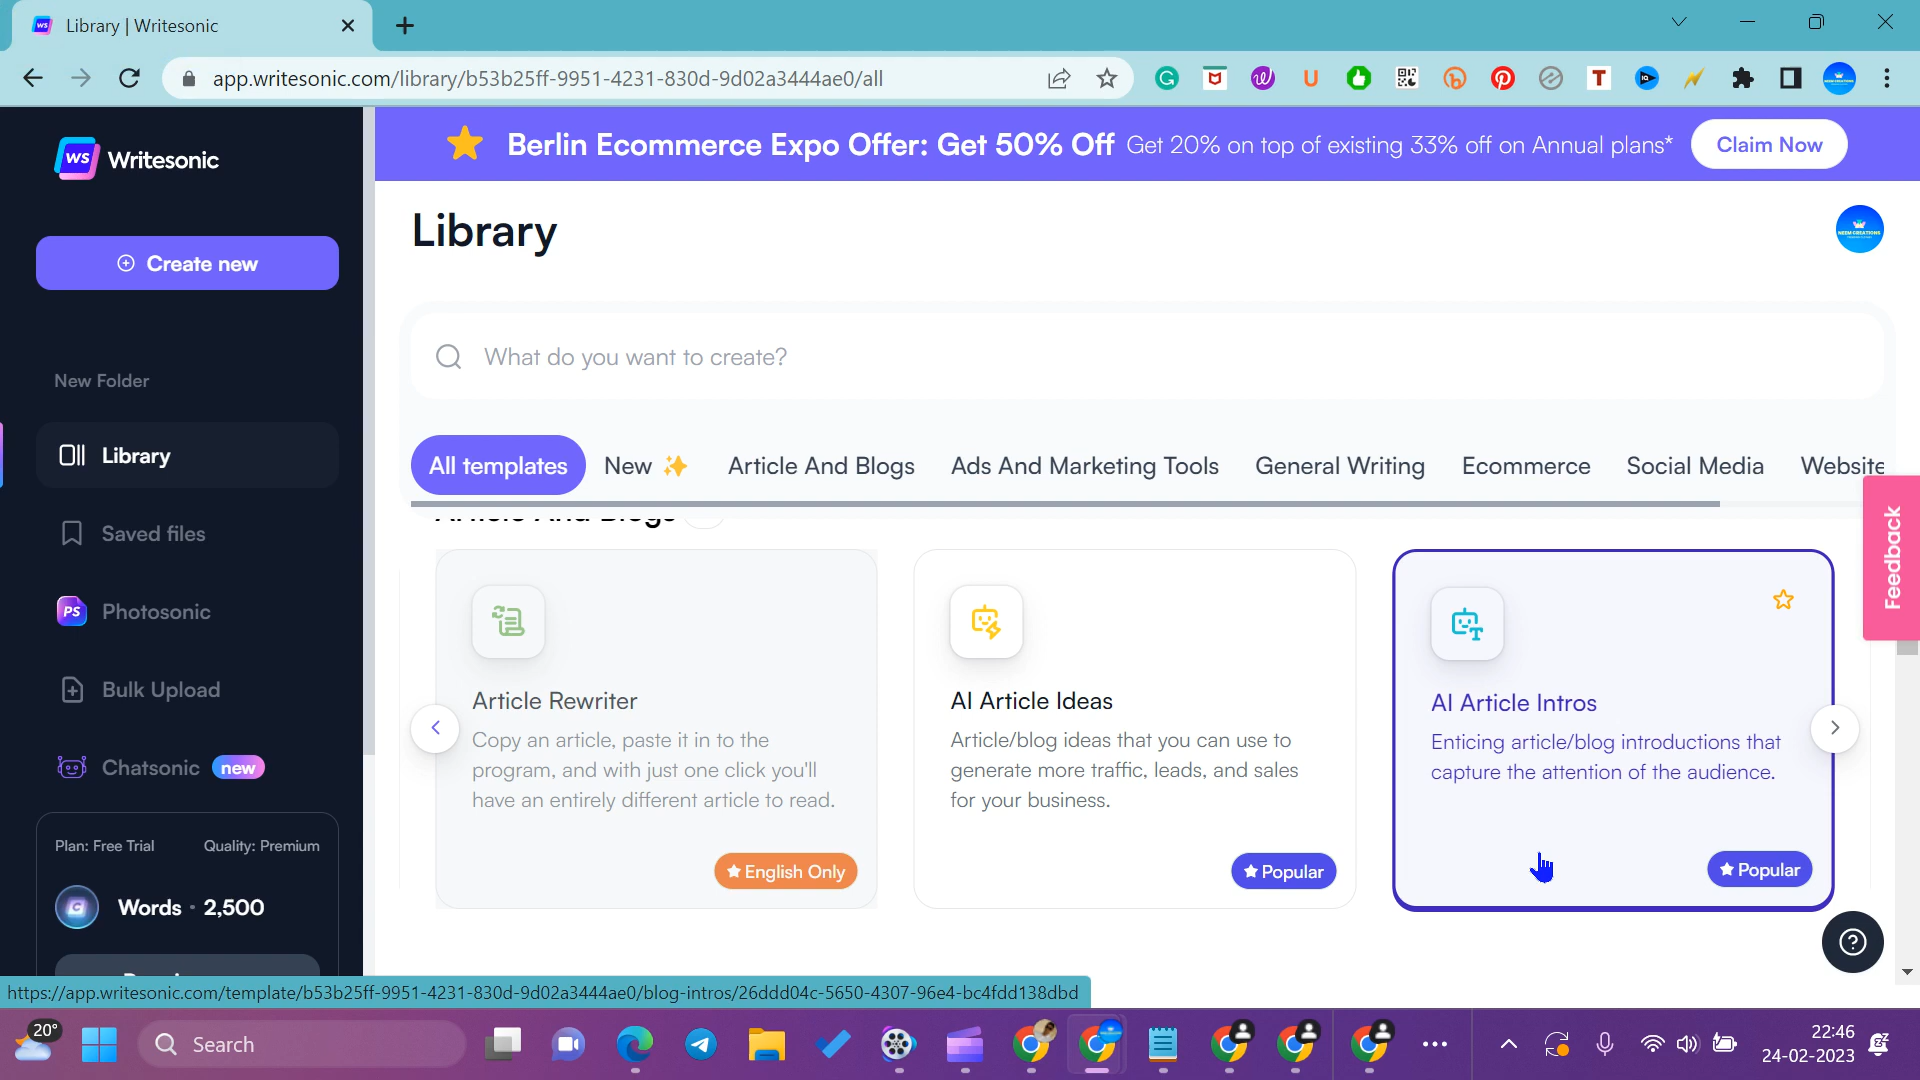 Library | Writesonic
app.writesonic.com/library/b53b25ff-9951-4231-830d-9d02a3444ae0/all
ws Writesonic
Berlin Ecommerce Expo Offer: Get 50% Off Get 20% on top of existing 33% off on Annual plans* Claim Now
Library
Create new
What do you want to create?
New Folder
Library
Saved files
PS Photosonic
Bulk Upload
Chatsonic new
Plan: Free Trial Quality: Premium
Words · 2,500
All templates New Article And Blogs Ads And Marketing Tools General Writing Ecommerce Social Media Website
Feedback
Article And Blogs
Article Rewriter
Copy an article, paste it in to the
program, and with just one click you'll
have an entirely different article to read.
English Only
AI Article Ideas
Article/blog ideas that you can use to
generate more traffic, leads, and sales
for your business.
Popular
AI Article Intros
Enticing article/blog introductions that
capture the attention of the audience.
Popular
https://app.writesonic.com/template/b53b25ff-9951-4231-830d-9d02a3444ae0/blog-intros/26ddd04c-5650-4307-96e4-bc4fdd138dbd
20°
Search
22:46
24-02-2023